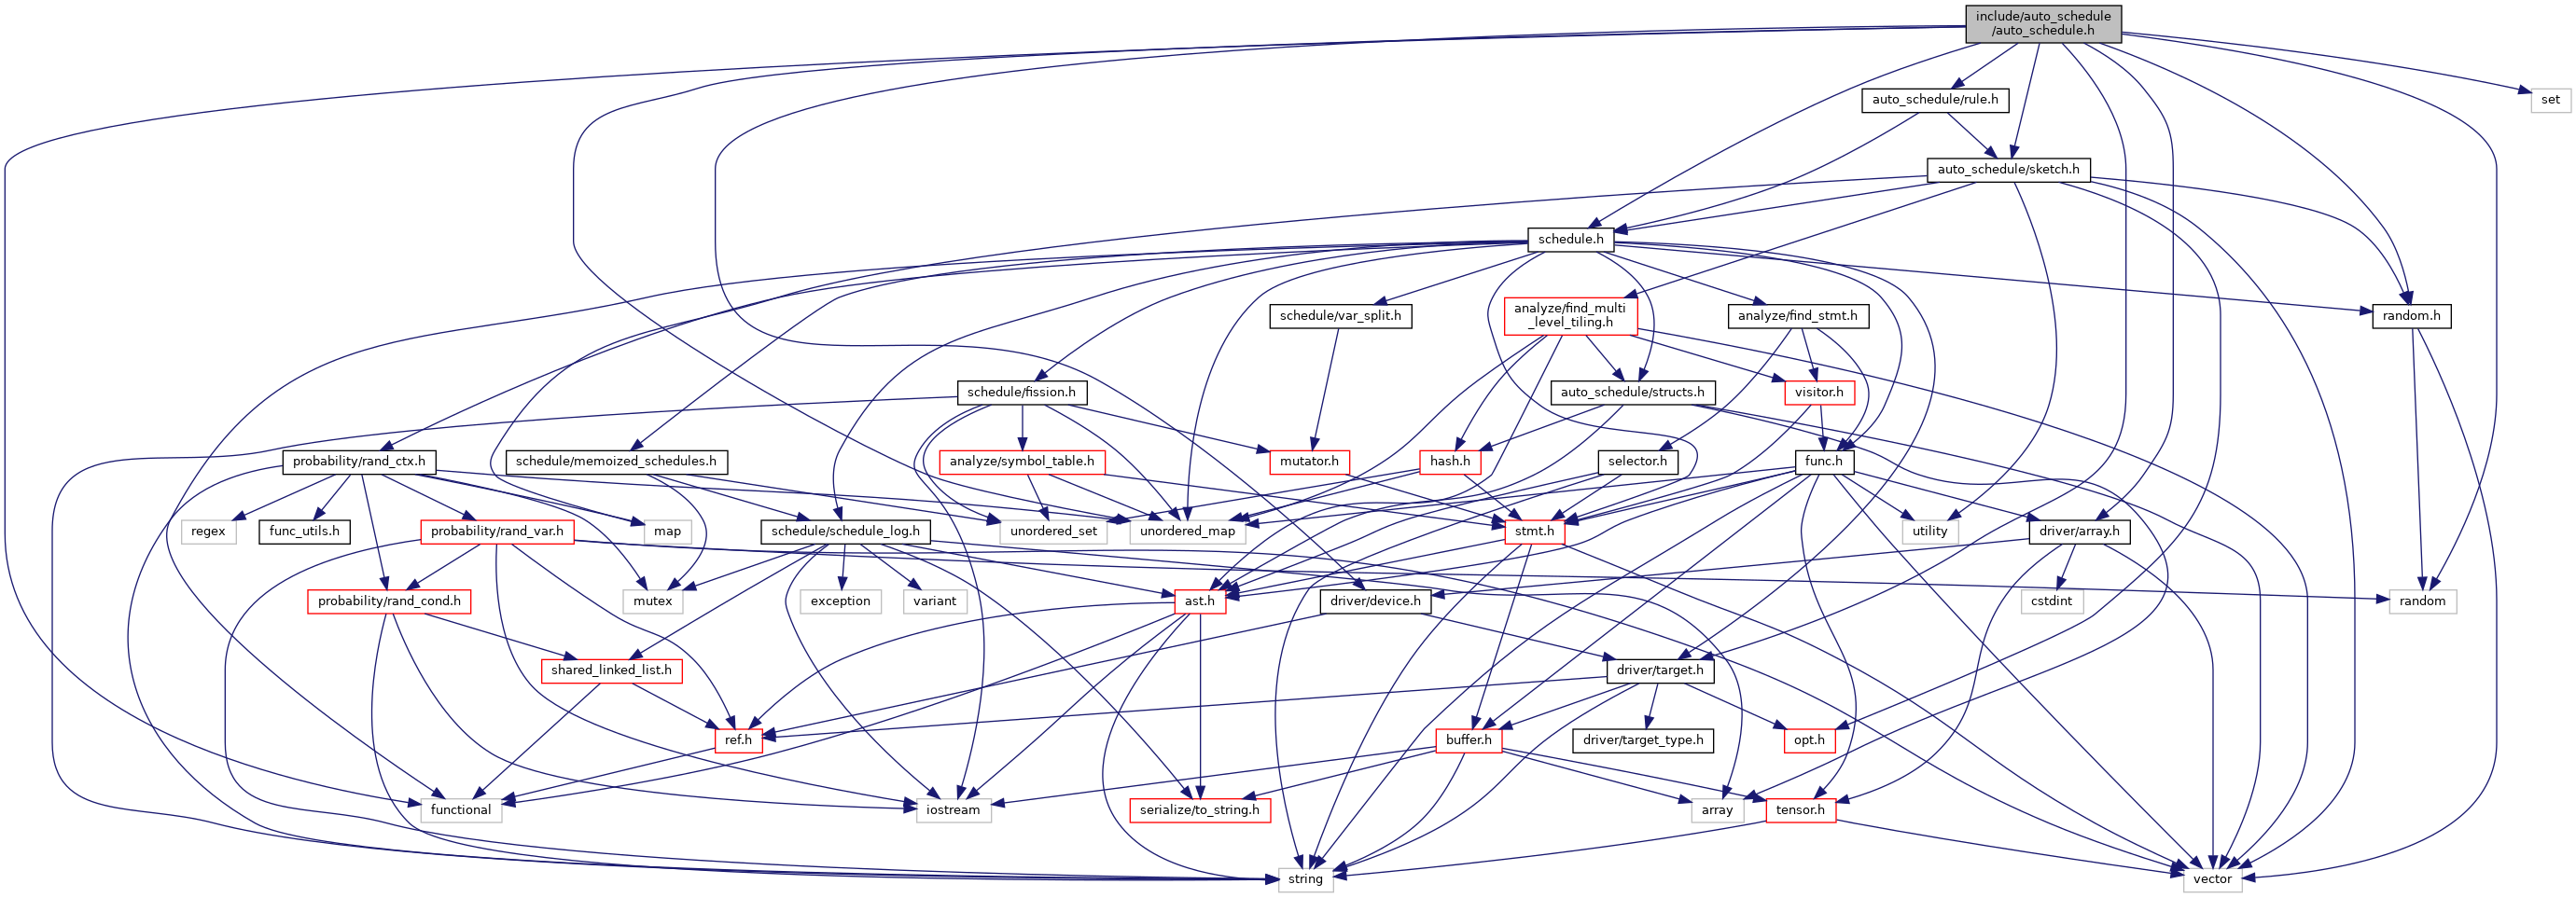 include/auto_schedule
/auto_schedule.h
auto_schedule/rule.h
set
auto_schedule/sketch.h
schedule.h
schedule/var_split.h
analyze/find_multi
_level_tiling.h
analyze/find_stmt.h
random.h
schedule/fission.h
auto_schedule/structs.h
visitor.h
probability/rand_ctx.h
schedule/memoized_schedules.h
analyze/symbol_table.h
mutator.h
hash.h
selector.h
func.h
regex
func_utils.h
probability/rand_var.h
map
schedule/schedule_log.h
unordered_set
unordered_map
stmt.h
utility
driver/array.h
probability/rand_cond.h
mutex
exception
variant
ast.h
driver/device.h
cstdint
random
shared_linked_list.h
driver/target.h
ref.h
buffer.h
driver/target_type.h
opt.h
functional
iostream
serialize/to_string.h
array
tensor.h
string
vector